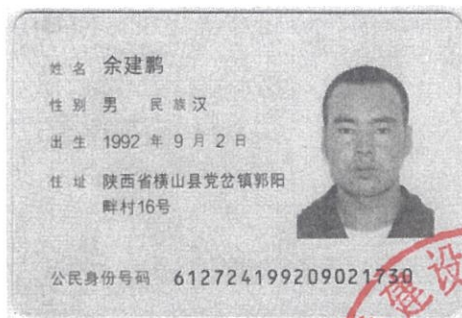 姓名 余建鹏
性别 男 民族 汉
出生 1992 年 9 月 2 日
住址 陕西省横山县党岔镇郭阳
畔村16号
公民身份号码 612724199209021730
建设